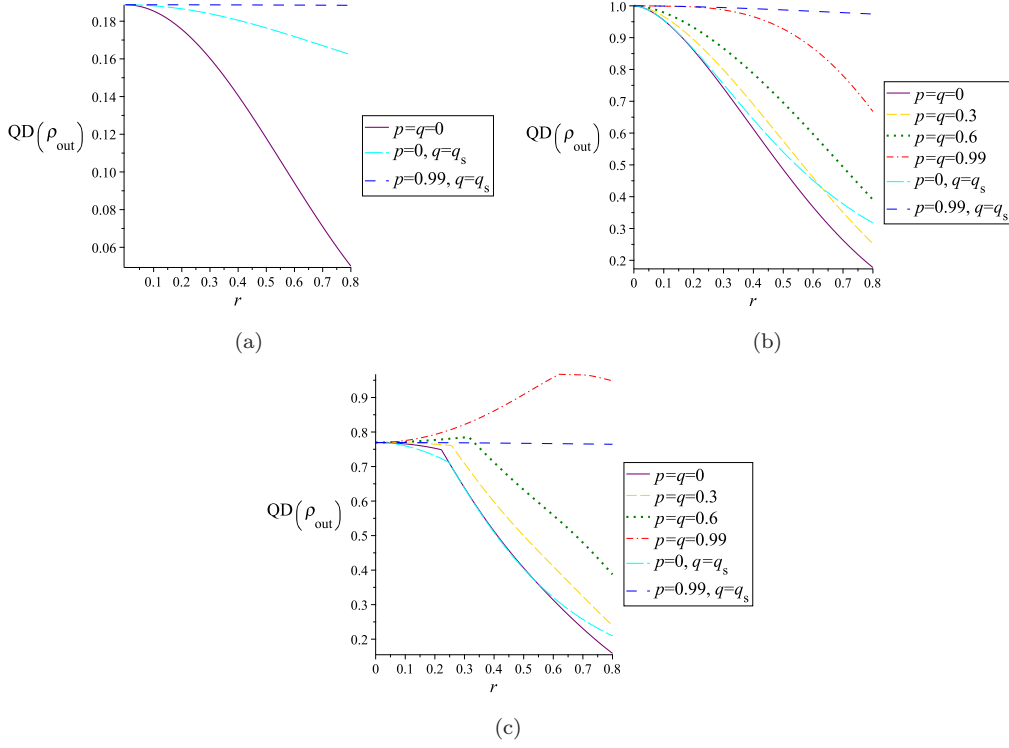 0.18
0.16
0.14
QD(ρout)
0.12
0.10
0.08
0.06
0.1 0.2 0.3 0.4 0.5 0.6 0.7 0.8
r
p=q=0
p=0, q=qs
p=0.99, q=qs
(a)
1.0
0.9
0.8
0.7
QD(ρout)
0.6
0.5
0.4
0.3
0.2
0 0.1 0.2 0.3 0.4 0.5 0.6 0.7 0.8
r
p=q=0
p=q=0.3
p=q=0.6
p=q=0.99
p=0, q=qs
p=0.99, q=qs
(b)
0.9
0.8
0.7
0.6
QD(ρout)
0.5
0.4
0.3
0.2
0 0.1 0.2 0.3 0.4 0.5 0.6 0.7 0.8
r
p=q=0
p=q=0.3
p=q=0.6
p=q=0.99
p=0, q=qs
p=0.99, q=qs
(c)